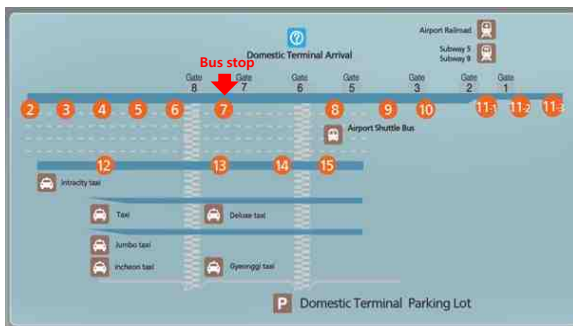 Airport Railroad
Subway 5
Subway 9
Domestic Terminal Arrival
Bus stop
Gate 8
Gate 7
Gate 6
Gate 5
Gate 3
Gate 2
Gate 1
2 3 4 5 6 7 8 9 10 11-1 11-2 11-3
Airport Shuttle Bus
12 13 14 15
Intracity taxi
Taxi
Deluxe taxi
Jumbo taxi
incheon taxi
Gyeonggi taxi
P Domestic Terminal Parking Lot